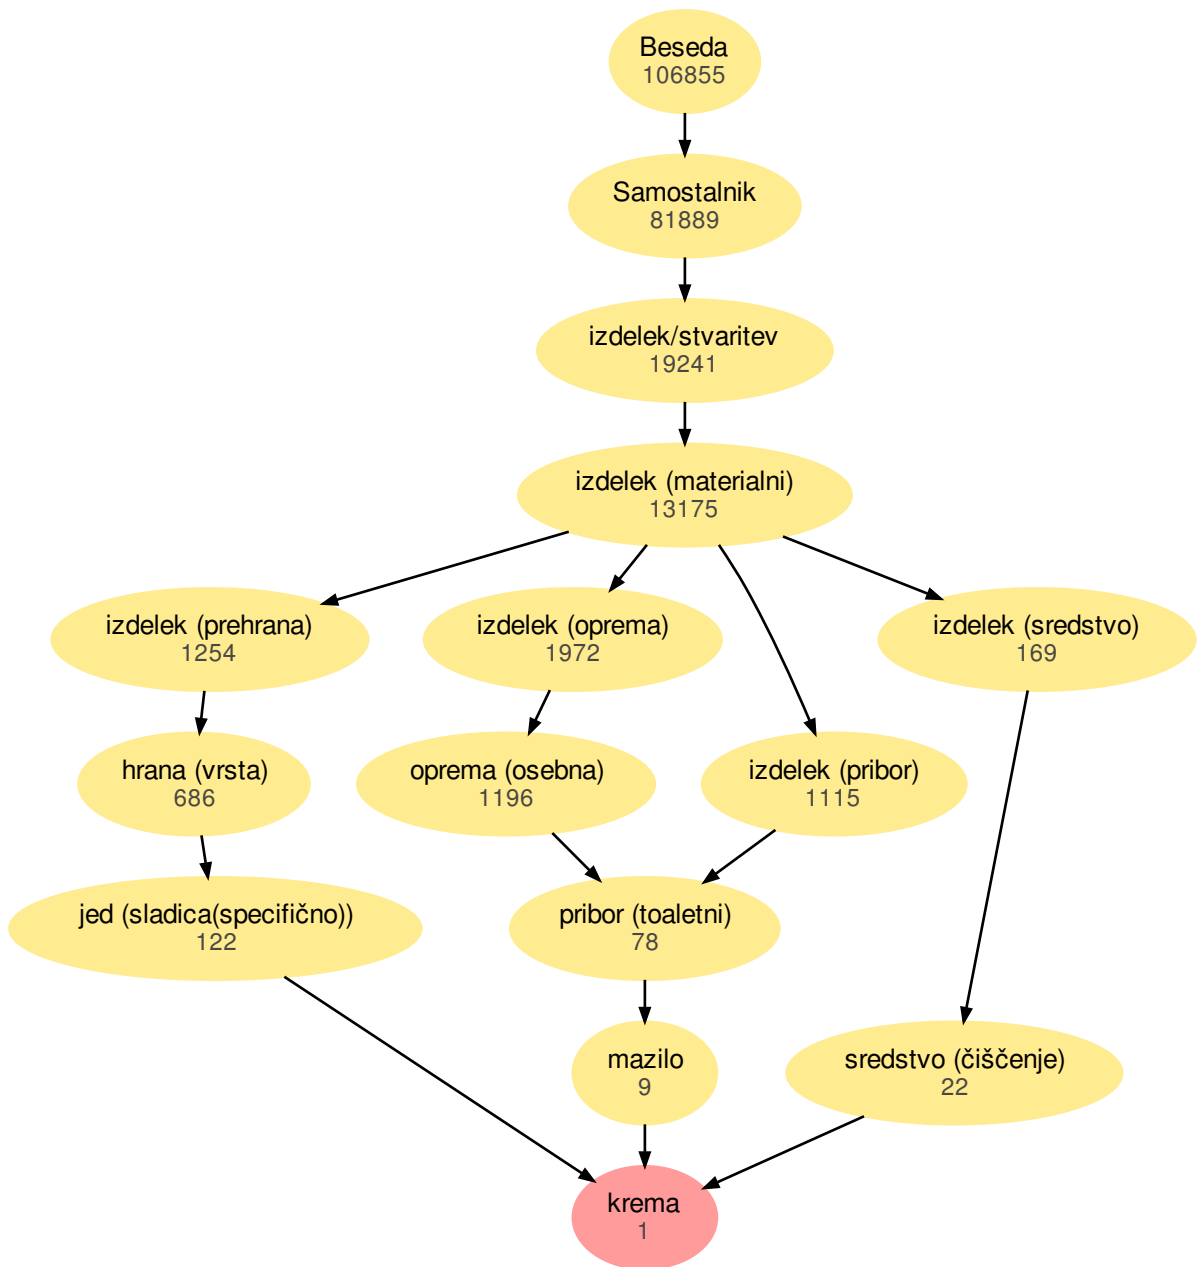 Beseda
106855
Samostalnik
81889
izdelek/stvaritev
19241
izdelek (materialni)
13175
izdelek (prehrana)
1254
izdelek (oprema)
1972
izdelek (sredstvo)
169
hrana (vrsta)
686
oprema (osebna)
1196
izdelek (pribor)
1115
jed (sladica(specifično))
122
pribor (toaletni)
78
mazilo
9
sredstvo (čiščenje)
22
krema
1